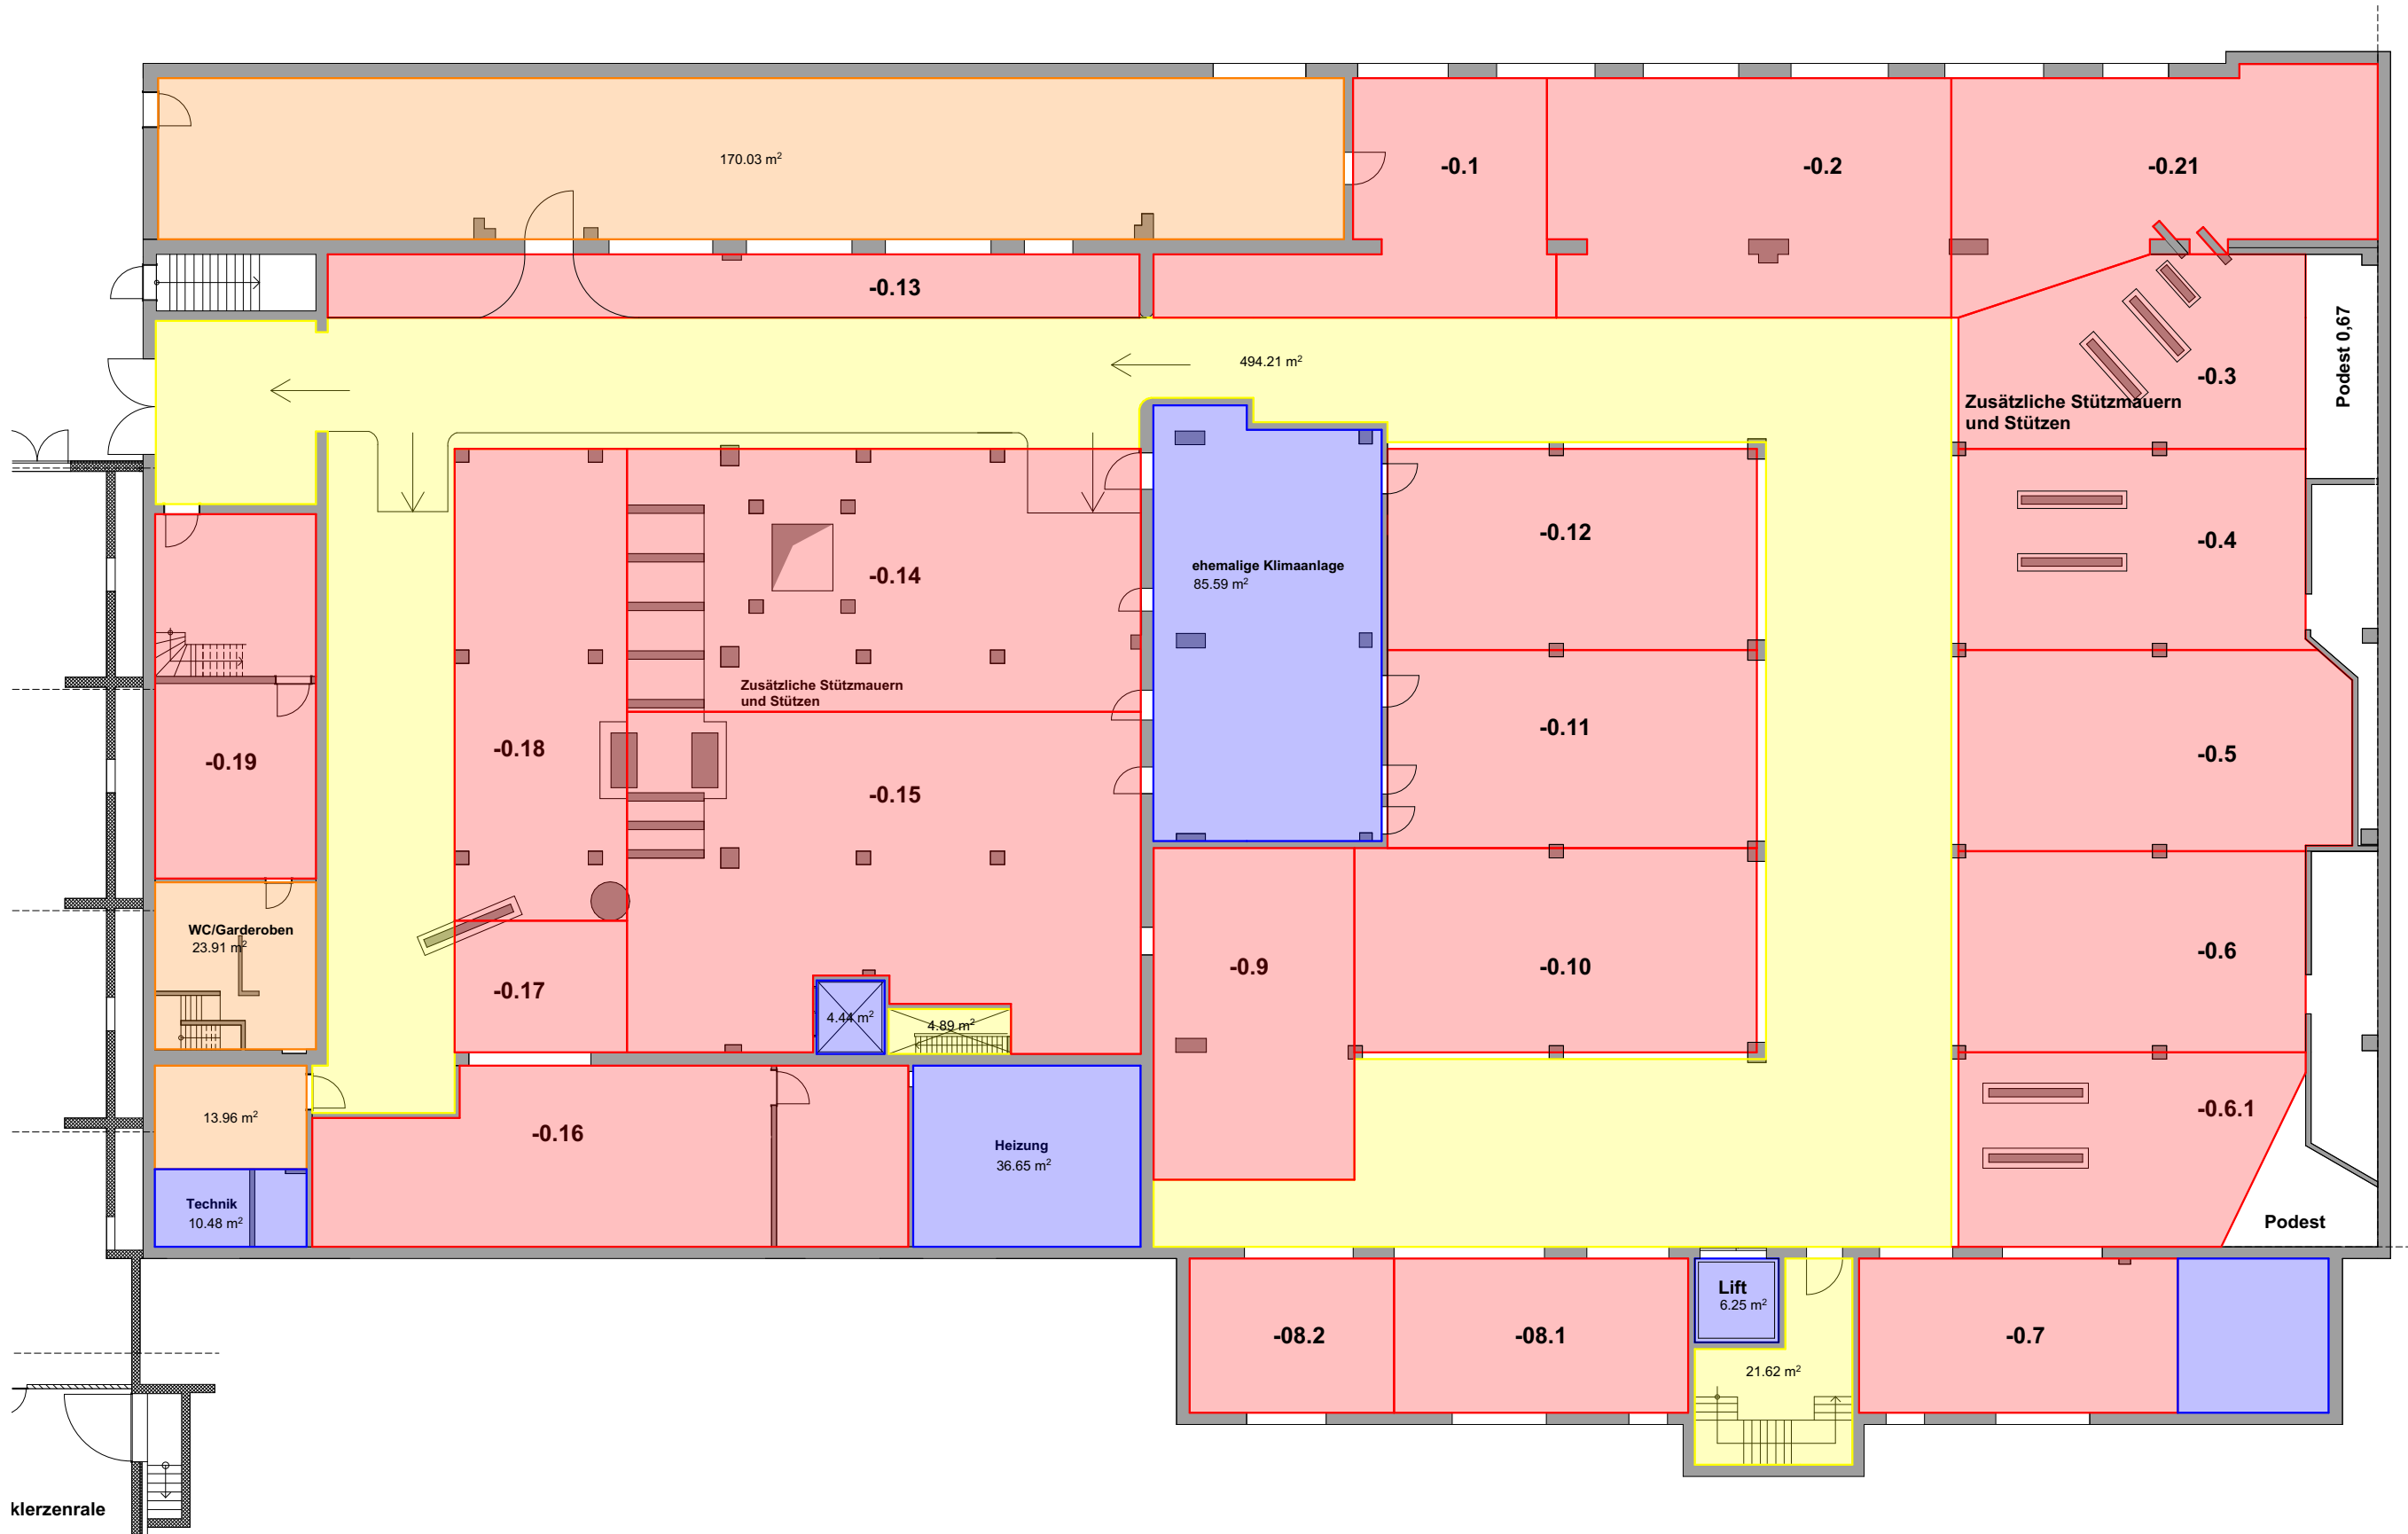 170.03 m²
-0.1
-0.2
-0.21
-0.13
494.21 m²
Podest 0,67
-0.3
Zusätzliche Stützmauern
und Stützen
-0.12
-0.4
ehemalige Klimaanlage
85.59 m²
-0.14
Zusätzliche Stützmauern
und Stützen
-0.18
-0.19
-0.15
-0.11
-0.5
WC/Garderoben
23.91 m²
-0.17
-0.9
-0.10
-0.6
4.44 m²
4.89 m²
13.96 m²
-0.16
Heizung
36.65 m²
-0.6.1
Technik
10.48 m²
Podest
-08.2
-08.1
Lift
6.25 m²
-0.7
21.62 m²
klerzenrale